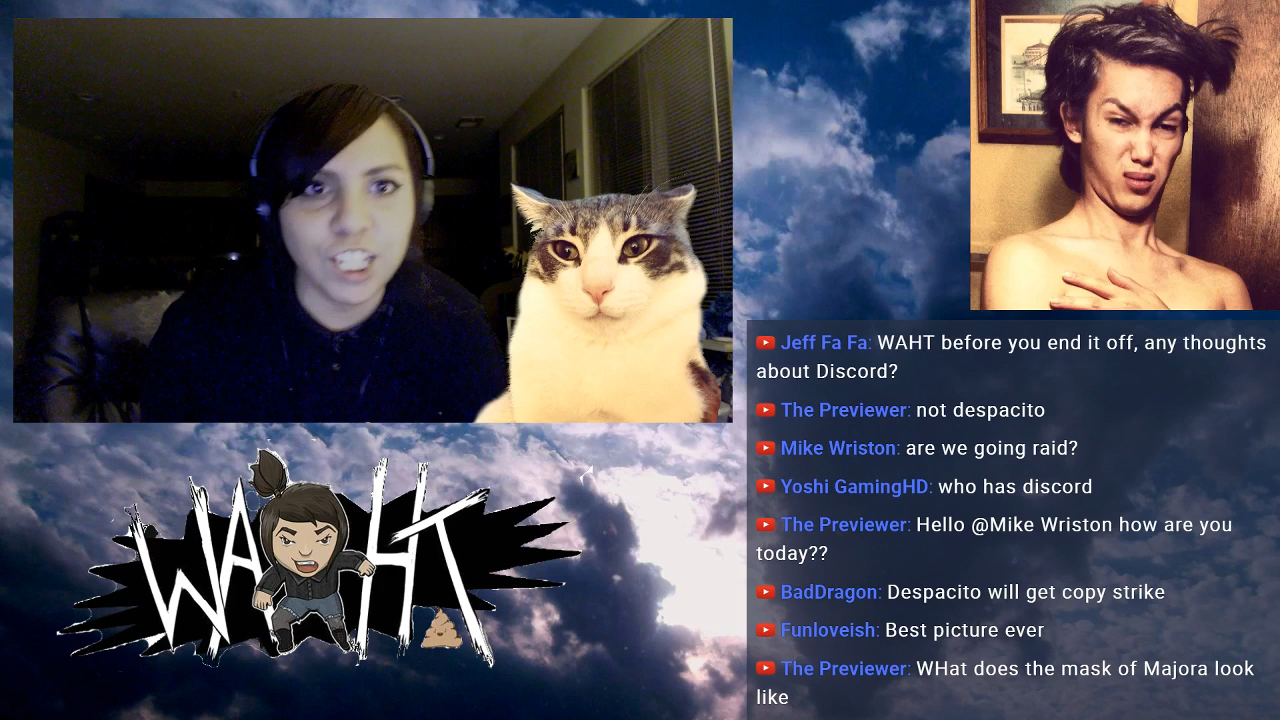 WAHT
Jeff Fa Fa: WAHT before you end it off, any thoughts
about Discord?
The Previewer: not despacito
Mike Wriston: are we going raid?
Yoshi GamingHD: who has discord
The Previewer: Hello @Mike Wriston how are you
today??
BadDragon: Despacito will get copy strike
Funloveish: Best picture ever
The Previewer: WHat does the mask of Majora look
like